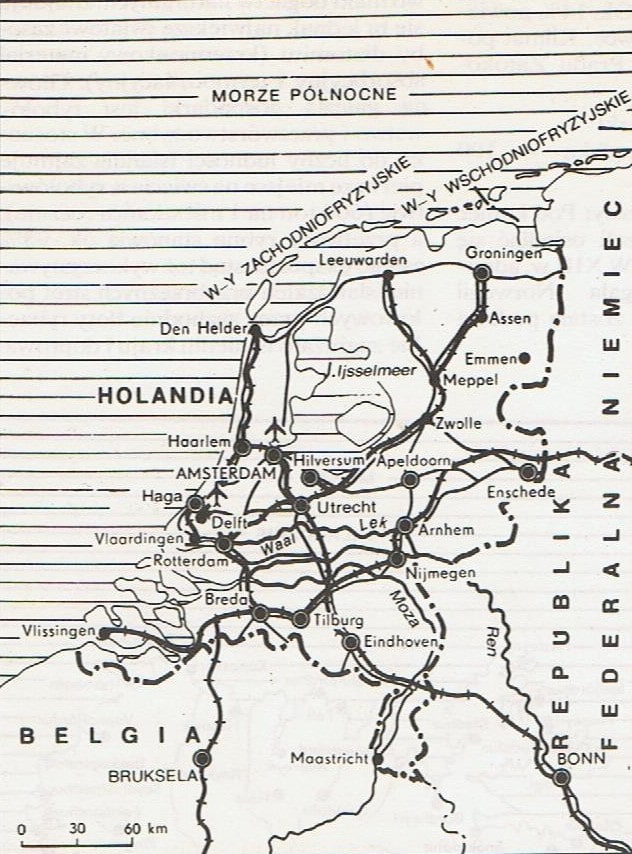 MORZE PÓŁNOCNE
W-Y WSCHODNIOFRYZYJSKIE
W-Y ZACHODNIOFRYZYJSKIE
Leeuwarden
Groningen
Den Helder
Assen
Emmen
J. Ijsselmeer
Meppel
HOLANDIA
Zwolle
Haarlem
Hilversum
Apeldoorn
AMSTERDAM
Enschede
Haga
Utrecht
Delft
Lek
Arnhem
Vlaardingen
Waal
Rotterdam
Nijmegen
Breda
Moza
Tilburg
Vlissingen
Eindhoven
Ren
REPUBLIKA
FEDERALNA NIEMIEC
BELGIA
Maastricht
BONN
BRUKSELA
0 30 60 km